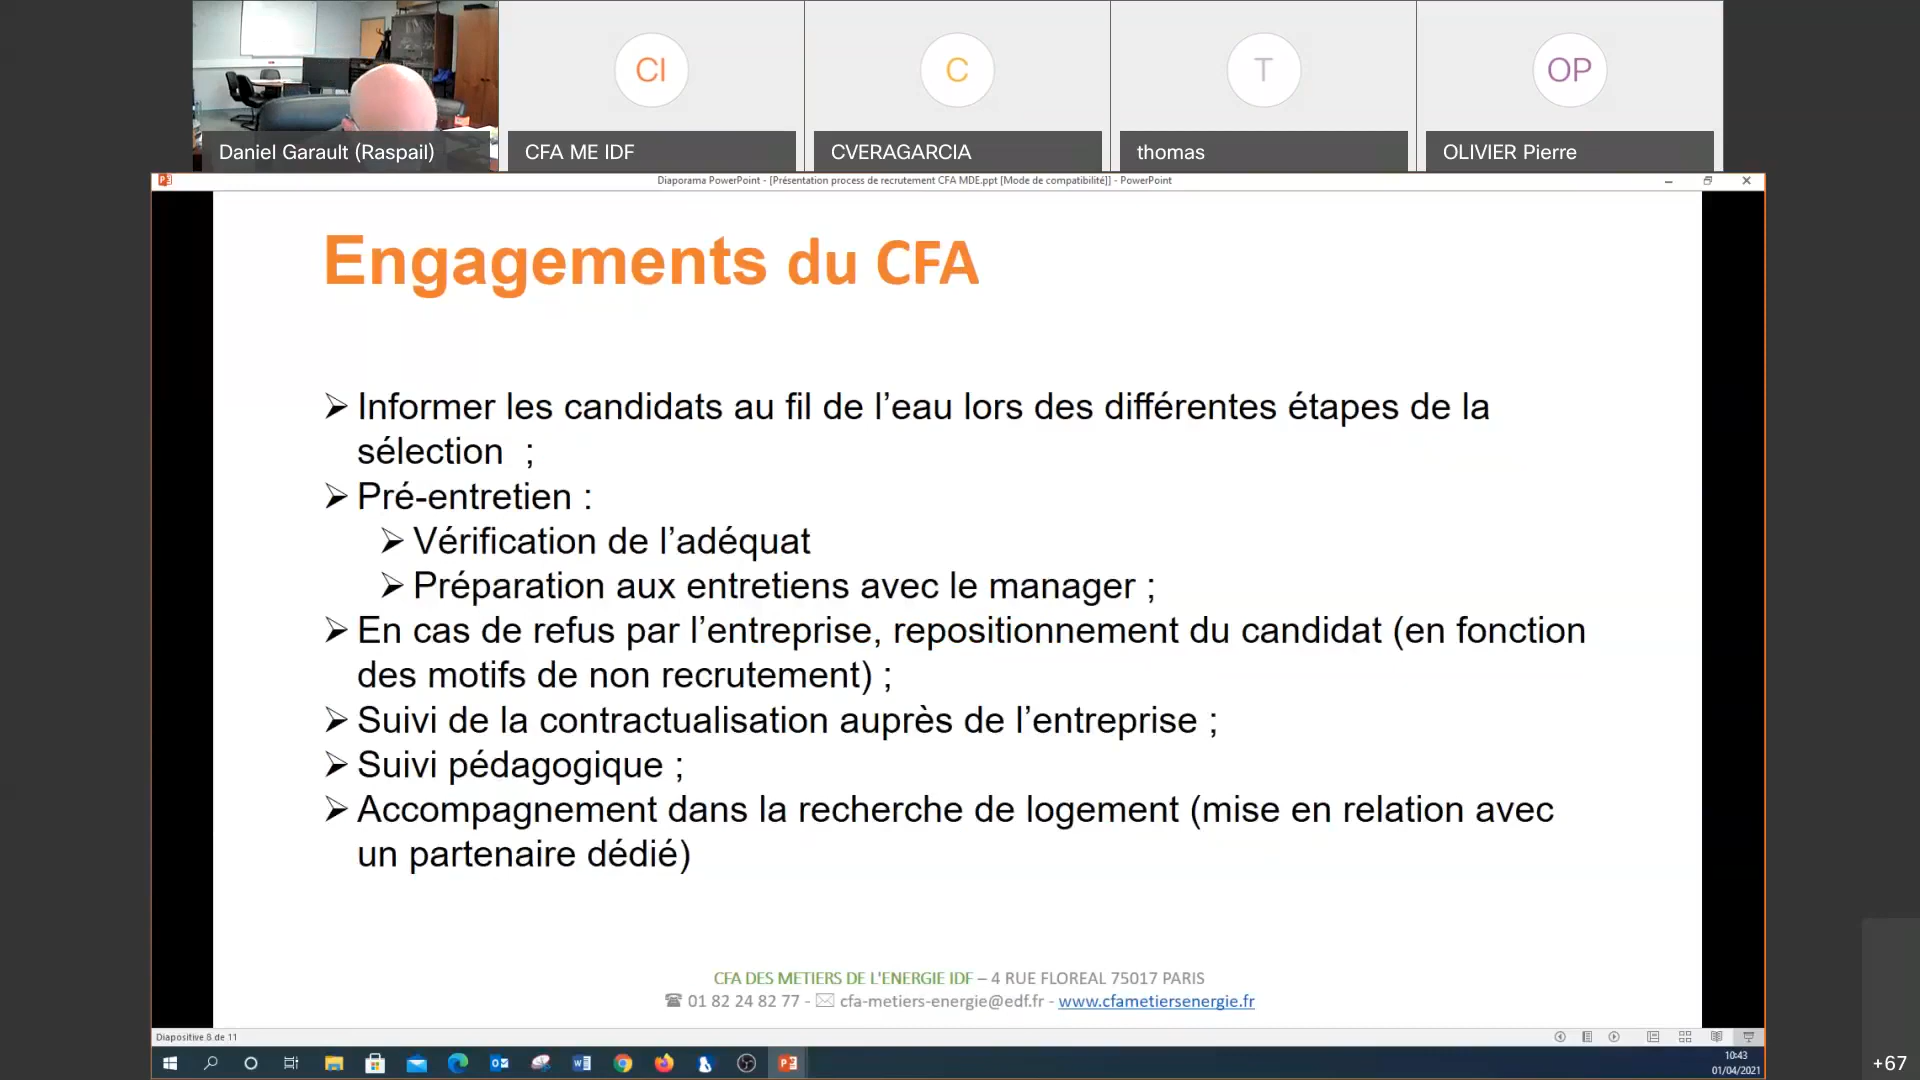 CI
C
T
OP
Daniel Garault (Raspail)
CFA ME IDF
CVERAGARCIA
thomas
OLIVIER Pierre
Diaporama PowerPoint - [Présentation process de recrutement CFA MDE.ppt [Mode de compatibilité]] - PowerPoint
Engagements du CFA
➢ Informer les candidats au fil de l’eau lors des différentes étapes de la
sélection ;
➢ Pré-entretien :
➢ Vérification de l’adéquat
➢ Préparation aux entretiens avec le manager ;
➢ En cas de refus par l’entreprise, repositionnement du candidat (en fonction
des motifs de non recrutement) ;
➢ Suivi de la contractualisation auprès de l’entreprise ;
➢ Suivi pédagogique ;
➢ Accompagnement dans la recherche de logement (mise en relation avec
un partenaire dédié)
CFA DES METIERS DE L'ENERGIE IDF – 4 RUE FLOREAL 75017 PARIS
☎ 01 82 24 82 77 - ✉ cfa-metiers-energie@edf.fr - www.cfametiersenergie.fr
Diapositive 8 de 11
10:43
01/04/2021
+67